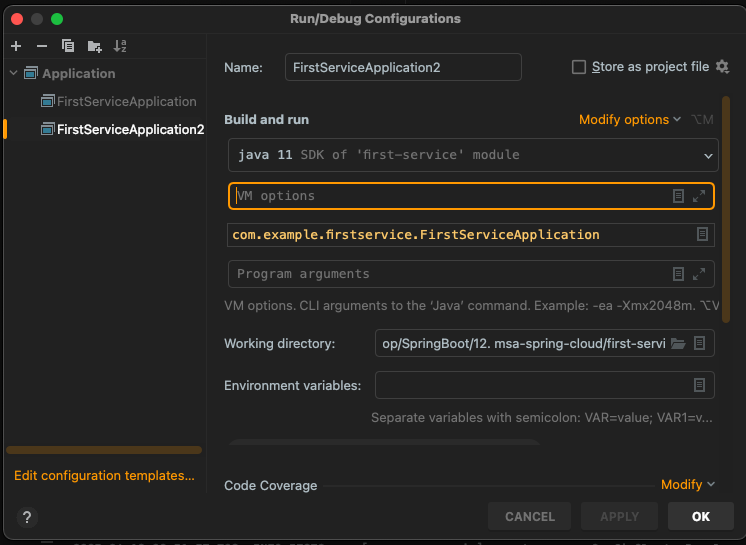 Run/Debug Configurations
Application
FirstServiceApplication
FirstServiceApplication2
Edit configuration templates...
Name: FirstServiceApplication2
Store as project file
Build and run
Modify options ⌥M
java 11 SDK of 'first-service' module
VM options
com.example.firstservice.FirstServiceApplication
Program arguments
VM options. CLI arguments to the ‘Java’ command. Example: -ea -Xmx2048m. ⌥V
Working directory: op/SpringBoot/12. msa-spring-cloud/first-servi
Environment variables:
Separate variables with semicolon: VAR=value; VAR1=v...
Code Coverage
Modify
?
CANCEL
APPLY
OK